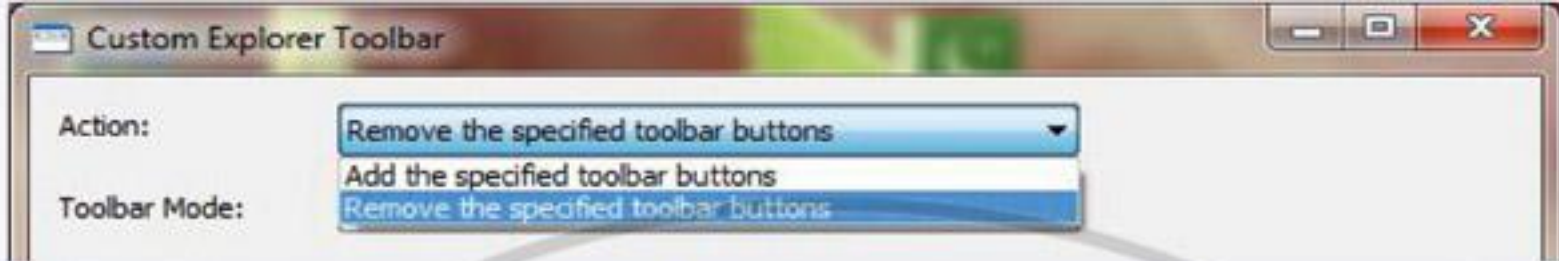 Custom Explorer Toolbar
Action:
Remove the specified toolbar buttons
Add the specified toolbar buttons
Toolbar Mode:
Remove the specified toolbar buttons